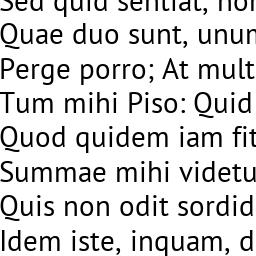 Sed quid sentiat, non
Quae duo sunt, unum
Perge porro; At mult
Tum mihi Piso: Quid
Quod quidem iam fit
Summae mihi videtu
Quis non odit sordid
Idem iste, inquam, d